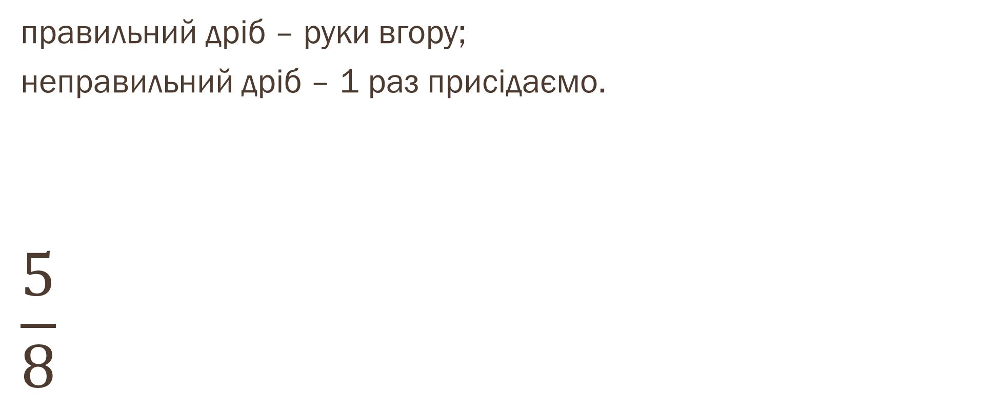 правильний дріб – руки вгору;
неправильний дріб – 1 раз присідаємо.
5
8